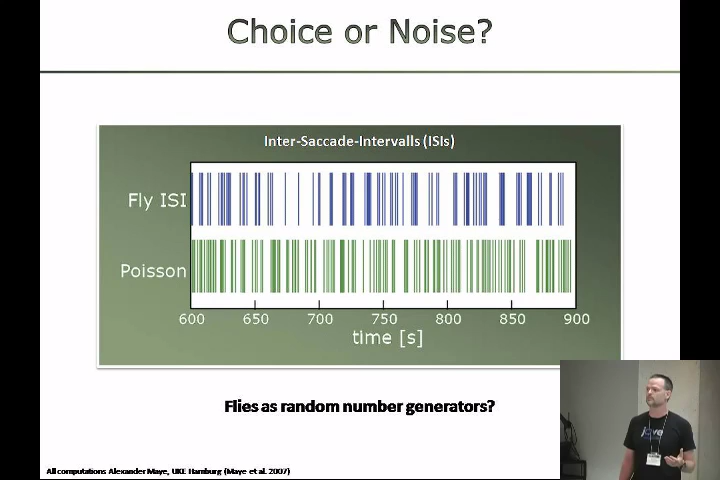 Choice or Noise?
Inter-Saccade-Intervalls (ISIs)
Fly ISI
Poisson
600 650 700 750 800 850 900
time [s]
Flies as random number generators?
All computations Alexander Maye, UKE Hamburg (Maye et al. 2007)